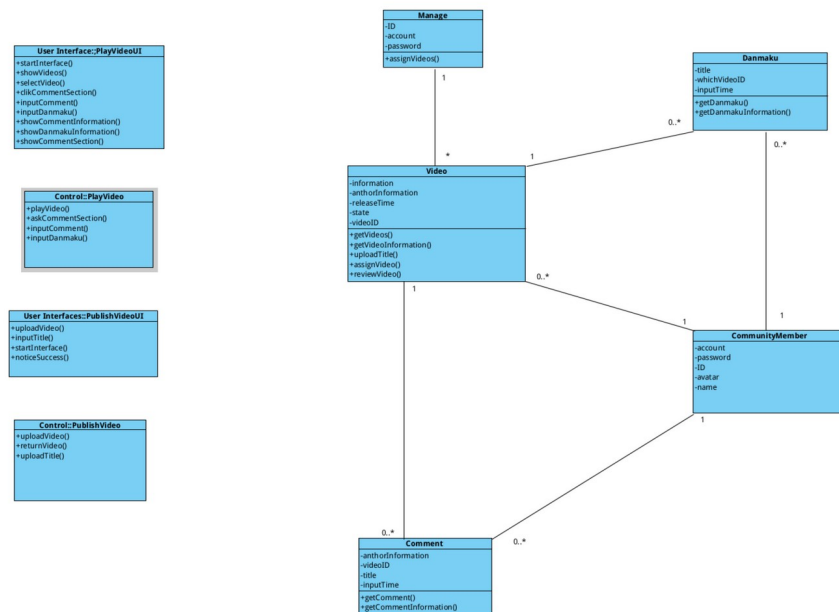 User Interface:;PlayVideoUI
+startInterface()
+showVideos()
+selectVideo()
+clikCommentSection()
+inputComment()
+inputDanmaku()
+showCommentInformation()
+showDanmakuInformation()
+showCommentSection()
Control::PlayVideo
+playVideo()
+askCommentSection()
+inputComment()
+inputDanmaku()
User Interfaces::PublishVideoUI
+uploadVideo()
+inputTitle()
+startInterface()
+noticeSuccess()
Control::PublishVideo
+uploadVideo()
+returnVideo()
+uploadTitle()
Manage
-ID
-account
-password
+assignVideos()
1
*
Danmaku
-title
-whichVideoID
-inputTime
+getDanmaku()
+getDanmakuInformation()
0..*
1
0..*
Video
-information
-anthorInformation
-releaseTime
-state
-videoID
+getVideos()
+getVideoInformation()
+uploadTitle()
+assignVideo()
+reviewVideo()
1
0..*
1
1
CommunityMember
-account
-password
-ID
-avatar
-name
1
0..*
0..*
Comment
-anthorInformation
-videoID
-title
-inputTime
+getComment()
+getCommentInformation()